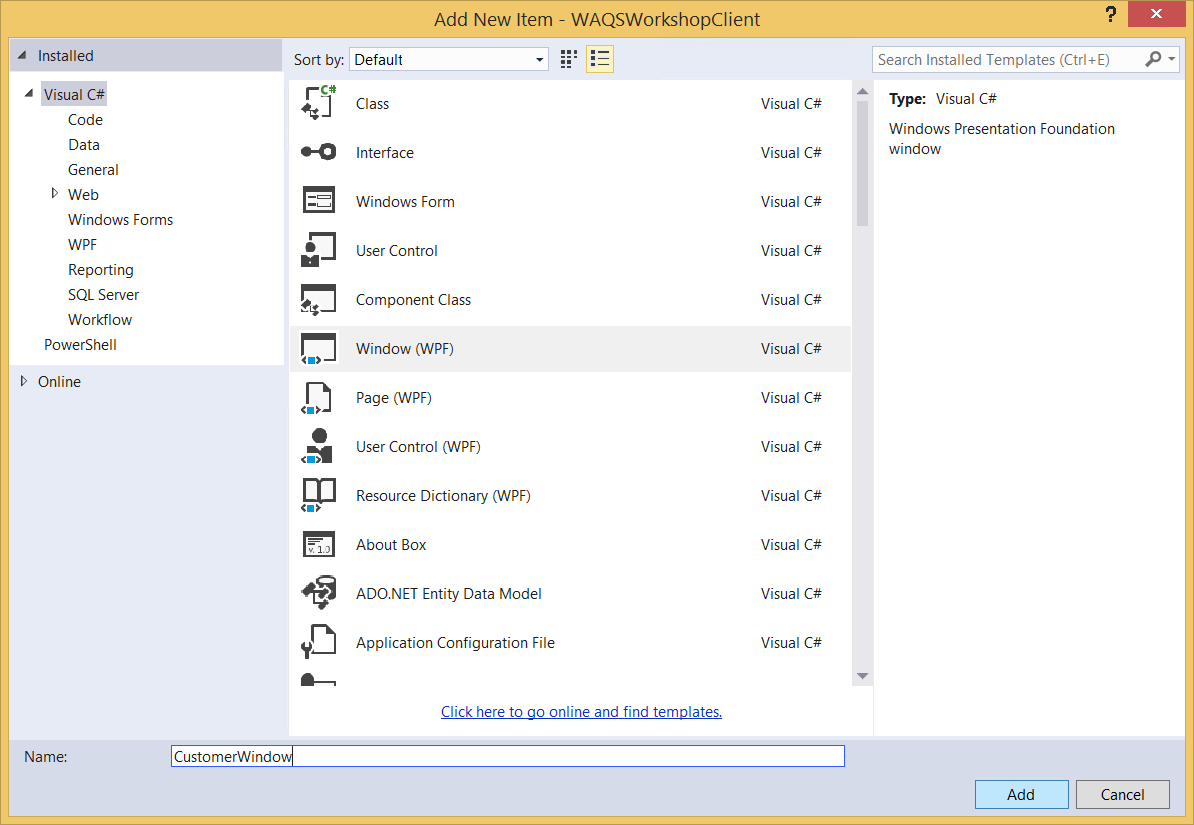 Add New Item - WAQSWorkshopClient
?
Installed
Sort by: Default
Search Installed Templates (Ctrl+E)
Visual C#
Code
Data
General
Web
Windows Forms
WPF
Reporting
SQL Server
Workflow
PowerShell
Online
C#
Class Visual C#
Interface Visual C#
Windows Form Visual C#
User Control Visual C#
Component Class Visual C#
Window (WPF) Visual C#
Page (WPF) Visual C#
User Control (WPF) Visual C#
Resource Dictionary (WPF) Visual C#
v. 1.0
About Box Visual C#
ADO.NET Entity Data Model Visual C#
Application Configuration File Visual C#
Click here to go online and find templates.
Type: Visual C#
Windows Presentation Foundation
window
Name: CustomerWindow
Add Cancel